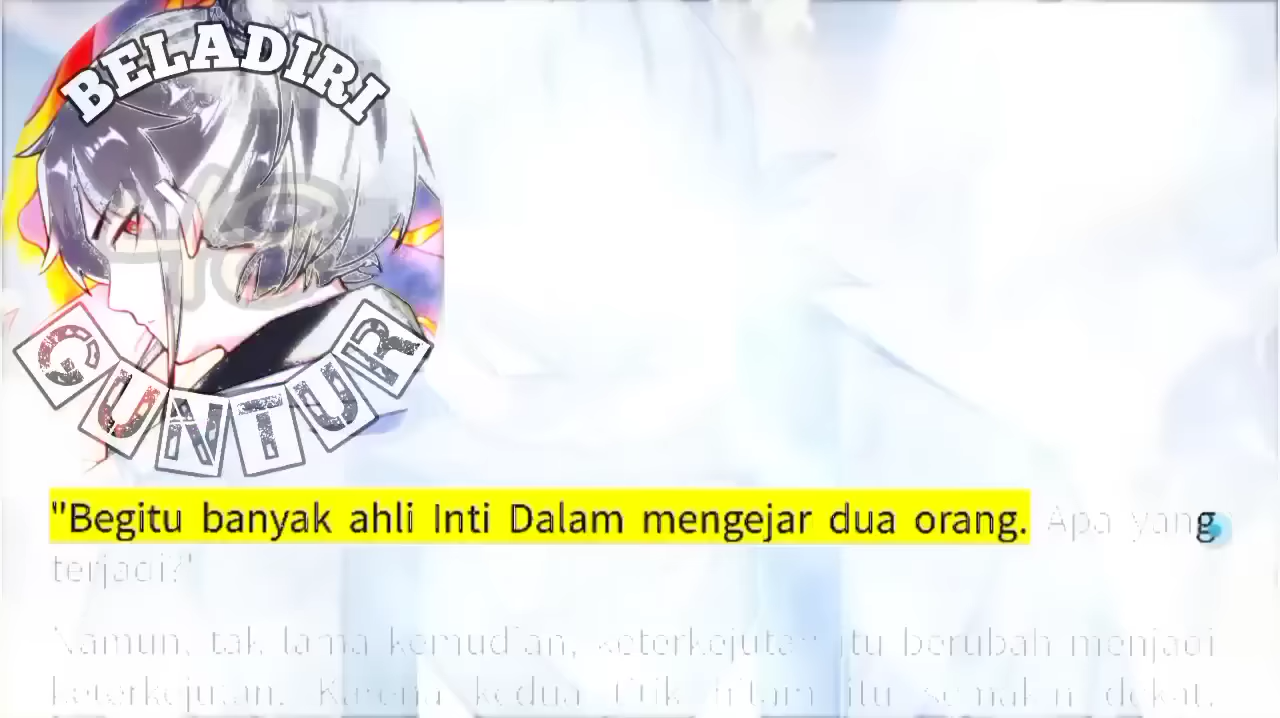 BELADIRI
GUNTUR
"Begitu banyak ahli Inti Dalam mengejar dua orang. Apa yang
terjadi?"
Namun, tak lama kemudian, keterkejutan itu berubah menjadi
keterkejutan. Karena kedua titik hitam itu semakin dekat.